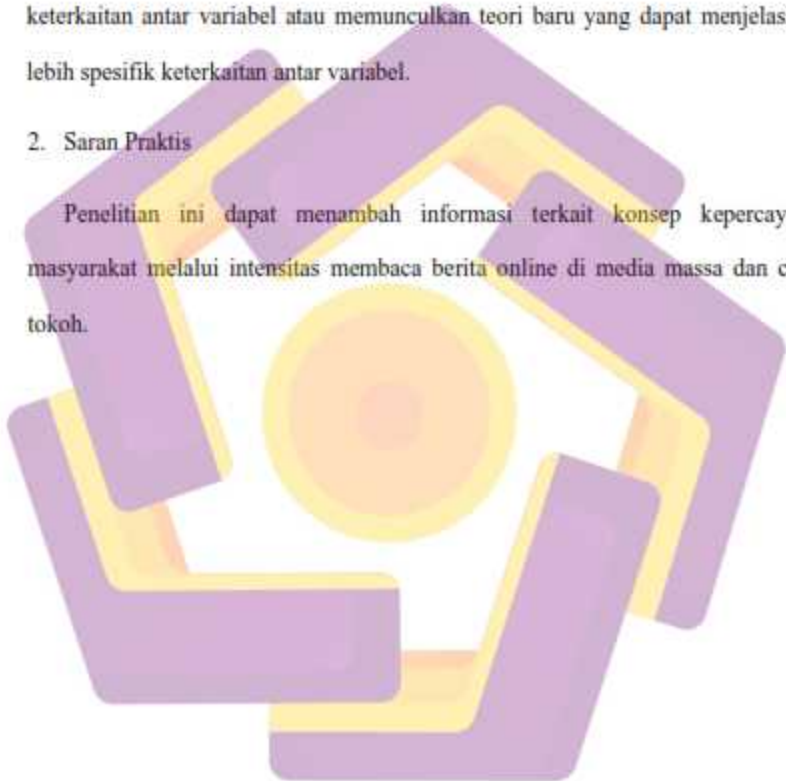 keterkaitan antar variabel atau memunculkan teori baru yang dapat menjelas
lebih spesifik keterkaitan antar variabel.
2. Saran Praktis
Penelitian ini dapat menambah informasi terkait konsep kepercay
masyarakat melalui intensitas membaca berita online di media massa dan c
tokoh.